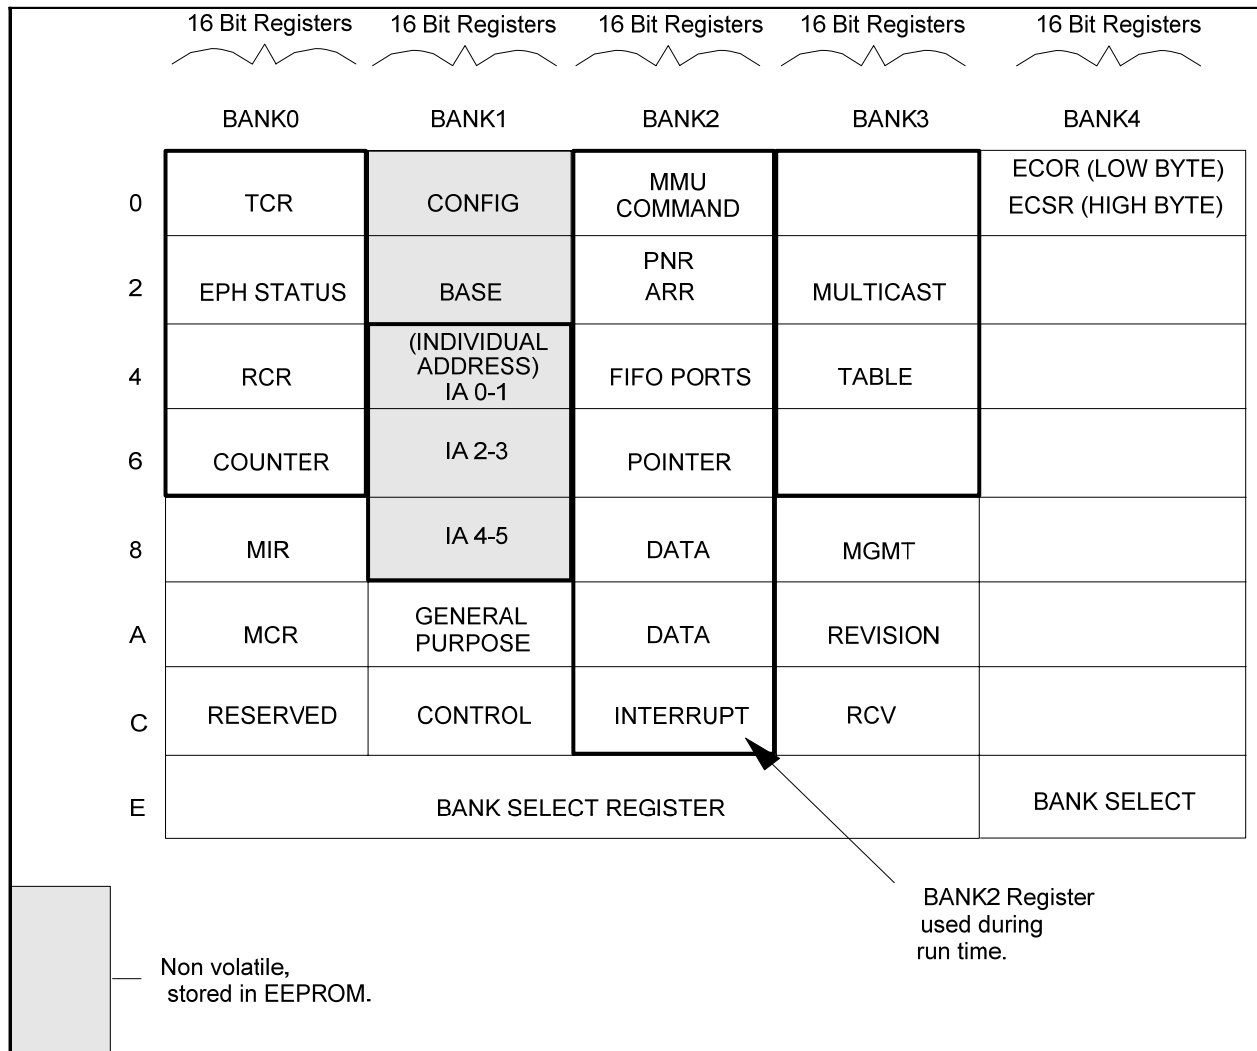 16 Bit Registers 16 Bit Registers 16 Bit Registers 16 Bit Registers 16 Bit Registers
BANK0 BANK1 BANK2 BANK3 BANK4
0 TCR CONFIG MMU COMMAND ECOR (LOW BYTE) ECSR (HIGH BYTE)
2 EPH STATUS BASE PNR ARR MULTICAST
4 RCR (INDIVIDUAL ADDRESS) IA 0-1 FIFO PORTS TABLE
6 COUNTER IA 2-3 POINTER
8 MIR IA 4-5 DATA MGMT
A MCR GENERAL PURPOSE DATA REVISION
C RESERVED CONTROL INTERRUPT RCV
E BANK SELECT REGISTER BANK SELECT
BANK2 Register
used during
run time.
Non volatile,
stored in EEPROM.